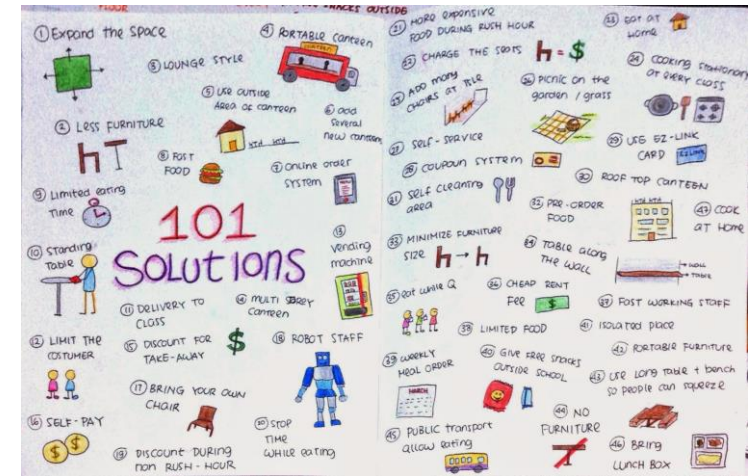 FLOOR
SNACKS OUTSIDE
① Expand the space
② LESS FURNITURE
③ LOUNGE STYLE
④ PORTABLE canteen
CANTEEN
⑤ USE OUTSIDE
Area OF canteen
⑥ add
several
new canteen
⑦ Online order
SYSTEM
⑧ FAST
FOOD
⑨ Limited eating
Time
⑩ Standing
Table
101
SOLUTIONS
⑬ Vending
machine
⑪ DELIVERY TO
CLASS
⑭ MULTI STOREY
Canteen
⑫ LIMIT THE
COSTUMER
⑮ DISCOUNT FOR
TAKE-AWAY
$
⑱ ROBOT STAFF
⑰ BRING YOUR OWN
CHAIR
⑯ SELF-PAY
$ $
⑲ DISCOUNT DURING
NON RUSH-HOUR
⑳ STOP
TIME
WHILE eating
㉑ MORE expensive
FOOD DURING RUSH HOUR
㉒ CHARGE THE SEATS
= $
㉓ EAT AT
Home
㉔ COOKING STATIONARY
AT EVERY CLASS
㉕ ADD MANY
CHAIRS AT
㉖ PICNIC ON THE
garden / grass
㉗ SELF-SERVICE
㉘ COUPOUN SYSTEM
㉙ USE EZ-LINK
CARD
EZLINK
㉚ ROOF TOP CANTEEN
㉛ SELF CLEANING
area
㉜ PRE-ORDER
FOOD
㊼ COOK
AT HOME
㉝ MINIMIZE FURNITURE
SIZE
㉞ TABLE ALONG
THE WALL
WALL
TABLE
㉟ eat while Q
㊱ CHEAP RENT
Fee
$
㊲ FAST WORKING STAFF
㊳ LIMITED FOOD
㊶ ISOLATED PLACE
㊴ WEEKLY
MEAL ORDER
MARCH
㊵ GIVE FREE SNACKS
OUTSIDE SCHOOL
㊷ PORTABLE FURNITURE
㊸ USE LONG TABLE + BENCH
SO PEOPLE CAN SQUEEZE
㊹ NO
FURNITURE
㊺ PUBLIC TRANSPORT
ALLOW EATING
㊻ BRING
LUNCH BOX